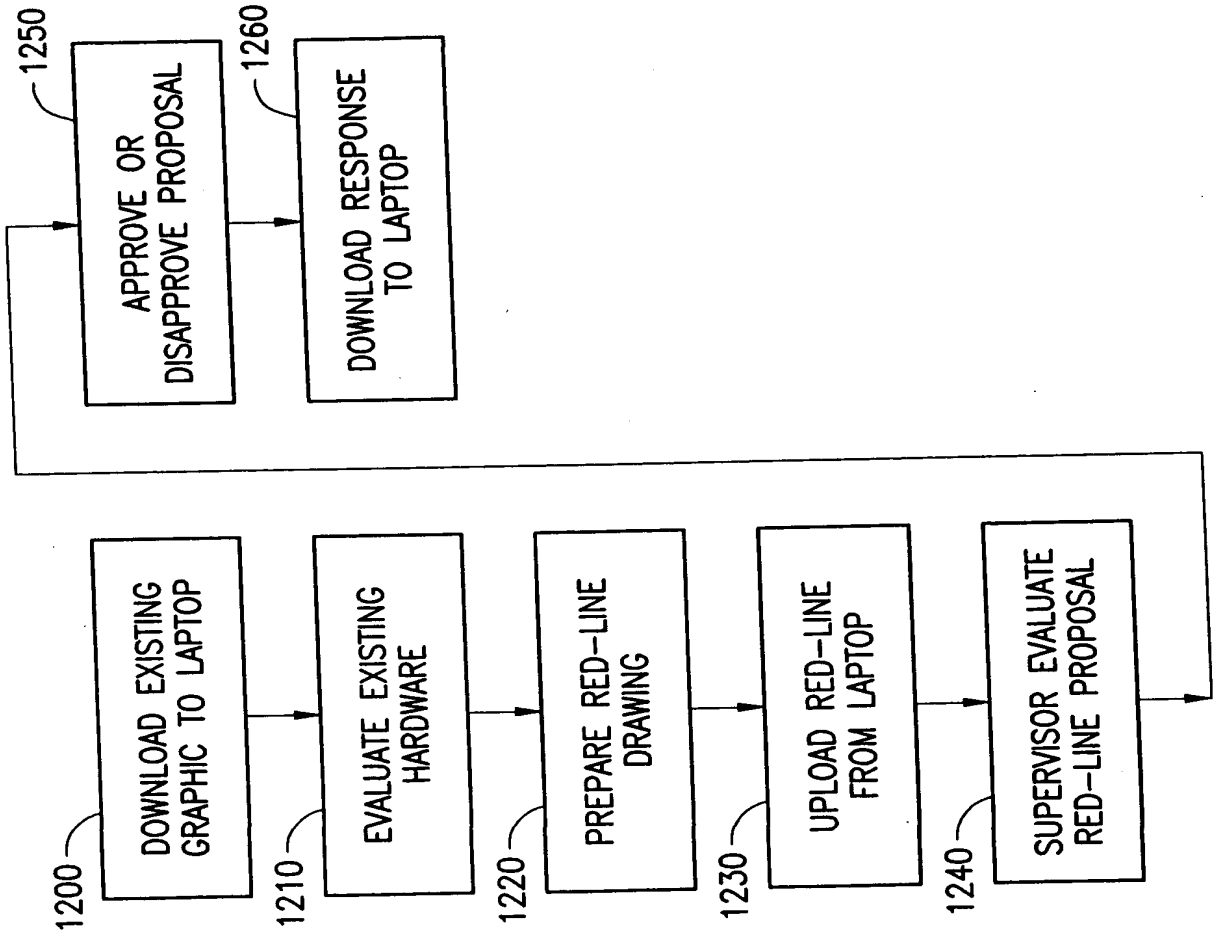 1200
DOWNLOAD EXISTING
GRAPHIC TO LAPTOP
1210
EVALUATE EXISTING
HARDWARE
1220
PREPARE RED-LINE
DRAWING
1230
UPLOAD RED-LINE
FROM LAPTOP
1240
SUPERVISOR EVALUATE
RED-LINE PROPOSAL
1250
APPROVE OR
DISAPPROVE PROPOSAL
1260
DOWNLOAD RESPONSE
TO LAPTOP